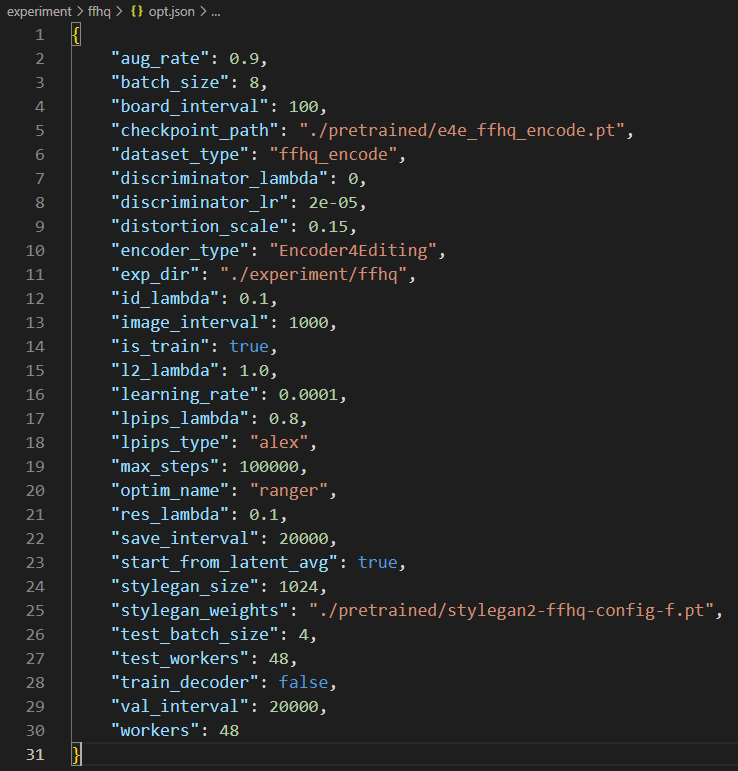 experiment > ffhq > {} opt.json > ...
1 {
2 "aug_rate": 0.9,
3 "batch_size": 8,
4 "board_interval": 100,
5 "checkpoint_path": "./pretrained/e4e_ffhq_encode.pt",
6 "dataset_type": "ffhq_encode",
7 "discriminator_lambda": 0,
8 "discriminator_lr": 2e-05,
9 "distortion_scale": 0.15,
10 "encoder_type": "Encoder4Editing",
11 "exp_dir": "./experiment/ffhq",
12 "id_lambda": 0.1,
13 "image_interval": 1000,
14 "is_train": true,
15 "l2_lambda": 1.0,
16 "learning_rate": 0.0001,
17 "lpips_lambda": 0.8,
18 "lpips_type": "alex",
19 "max_steps": 100000,
20 "optim_name": "ranger",
21 "res_lambda": 0.1,
22 "save_interval": 20000,
23 "start_from_latent_avg": true,
24 "stylegan_size": 1024,
25 "stylegan_weights": "./pretrained/stylegan2-ffhq-config-f.pt",
26 "test_batch_size": 4,
27 "test_workers": 48,
28 "train_decoder": false,
29 "val_interval": 20000,
30 "workers": 48
31 }